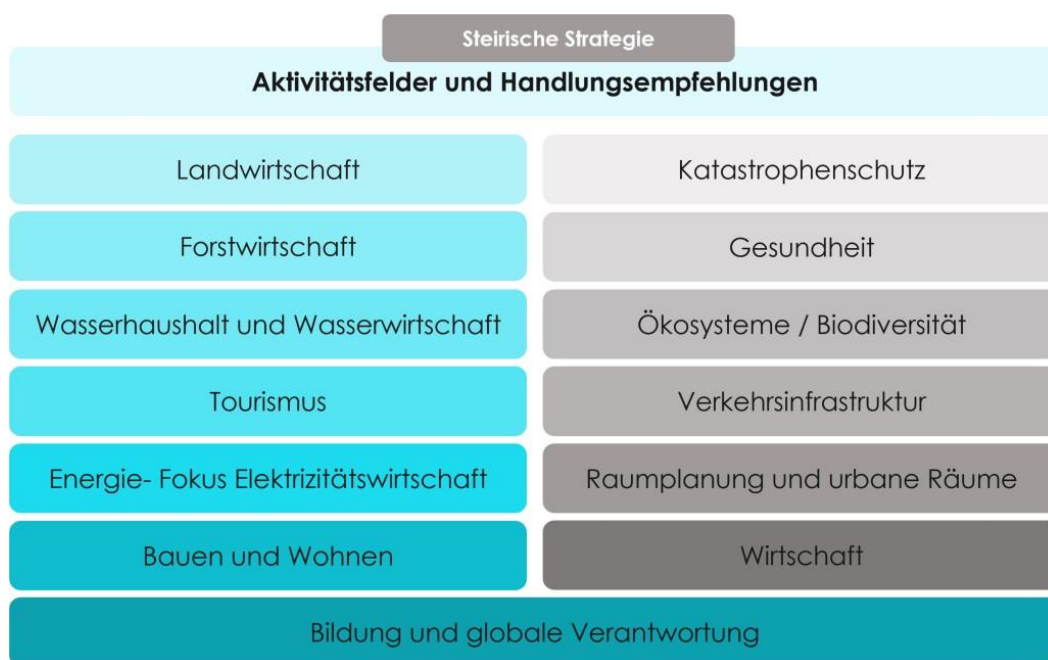 Steirische Strategie
Aktivitätsfelder und Handlungsempfehlungen
Landwirtschaft
Katastrophenschutz
Forstwirtschaft
Gesundheit
Wasserhaushalt und Wasserwirtschaft
Ökosysteme / Biodiversität
Tourismus
Verkehrsinfrastruktur
Energie- Fokus Elektrizitätswirtschaft
Raumplanung und urbane Räume
Bauen und Wohnen
Wirtschaft
Bildung und globale Verantwortung